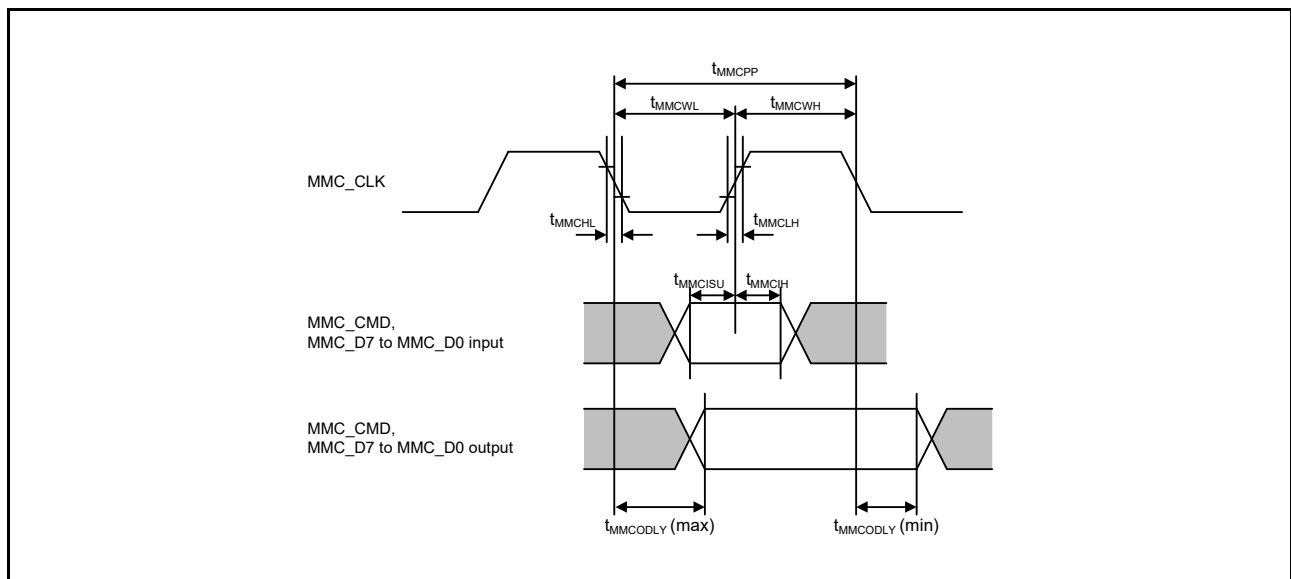 tMMCPP
tMMCWL
tMMCWH
MMC_CLK
tMMCHL
tMMCLH
tMMCISU
tMMCIH
MMC_CMD,
MMC_D7 to MMC_D0 input
MMC_CMD,
MMC_D7 to MMC_D0 output
tMMCODLY (max)
tMMCODLY (min)